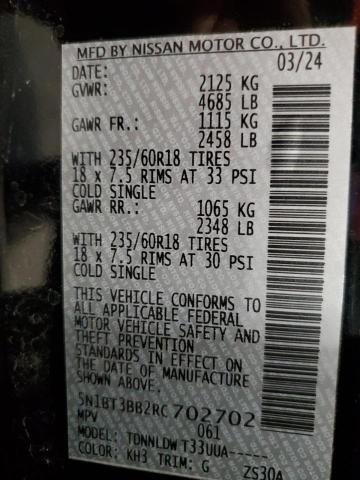 MFD BY NISSAN MOTOR CO., LTD.
DATE: 03/24
GVWR: 2125 KG
4685 LB
GAWR FR.: 1115 KG
2458 LB
WITH 235/60R18 TIRES
18 x 7.5 RIMS AT 33 PSI
COLD SINGLE
GAWR RR.: 1065 KG
2348 LB
WITH 235/60R18 TIRES
18 x 7.5 RIMS AT 30 PSI
COLD SINGLE
THIS VEHICLE CONFORMS TO
ALL APPLICABLE FEDERAL
MOTOR VEHICLE SAFETY AND
THEFT PREVENTION
STANDARDS IN EFFECT ON
THE DATE OF MANUFACTURE
SHOWN ABOVE.
5N1BT3BB2RC702702
MPV 061
MODEL: TDNNLDW T33UUA-----
COLOR: KH3 TRIM: G ZS30A